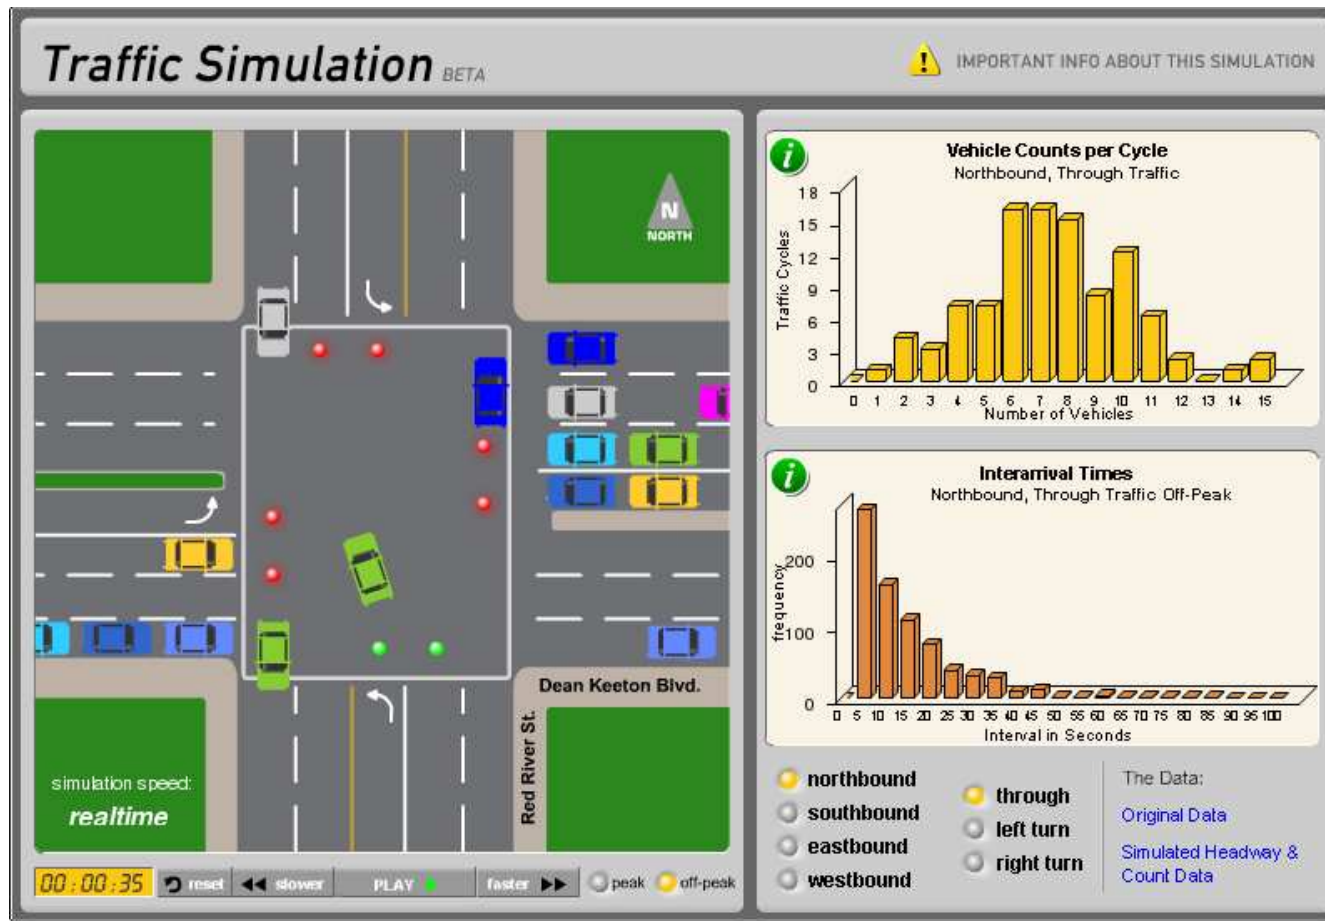 Traffic Simulation BETA
IMPORTANT INFO ABOUT THIS SIMULATION
N
NORTH
Dean Keeton Blvd.
Red River St.
simulation speed:
realtime
00:00:35
reset
slower
PLAY
faster
peak
off-peak
i
Vehicle Counts per Cycle
Northbound, Through Traffic
Traffic Cycles
18
15
12
9
6
3
0
0 1 2 3 4 5 6 7 8 9 10 11 12 13 14 15
Number of Vehicles
i
Interarrival Times
Northbound, Through Traffic Off-Peak
frequency
200
100
0
0 5 10 15 20 25 30 35 40 45 50 55 60 65 70 75 80 85 90 95 100
Interval in Seconds
northbound
southbound
eastbound
westbound
through
left turn
right turn
The Data:
Original Data
Simulated Headway &
Count Data